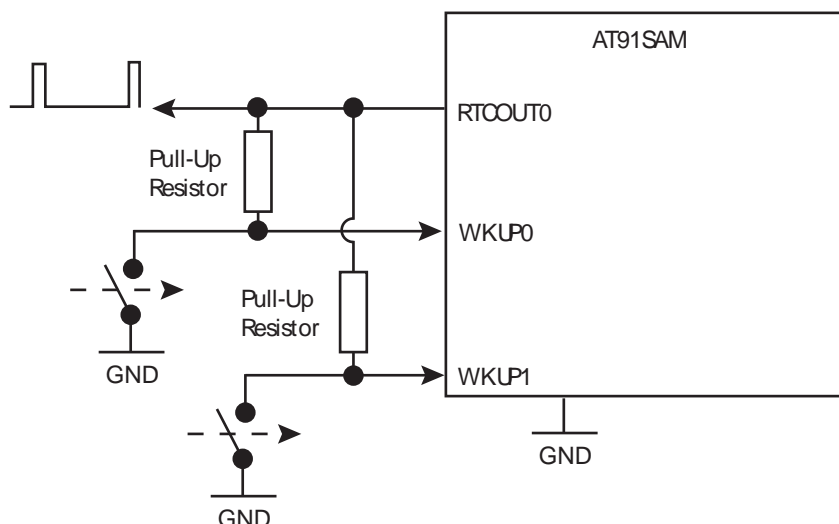 AT91SAM
RTCOUT0
Pull-Up
Resistor
WKUP0
Pull-Up
Resistor
GND
WKUP1
GND
GND